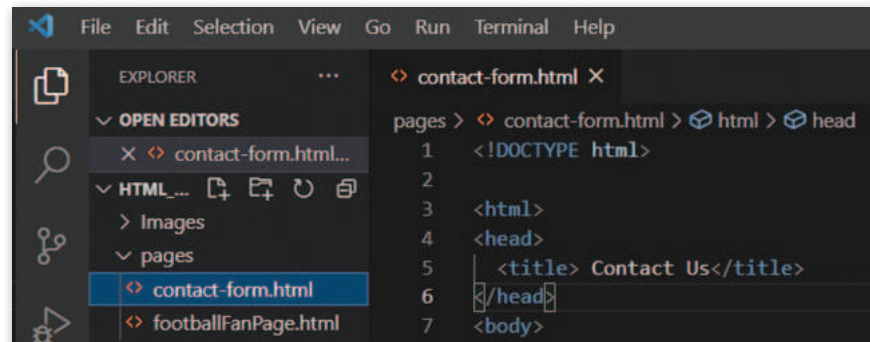 File Edit Selection View Go Run Terminal Help
EXPLORER ...
OPEN EDITORS
contact-form.html...
HTML_...
Images
pages
contact-form.html
footballFanPage.html
contact-form.html
pages > contact-form.html > html > head
1 <!DOCTYPE html>
2
3 <html>
4 <head>
5 <title> Contact Us</title>
6 </head>
7 <body>